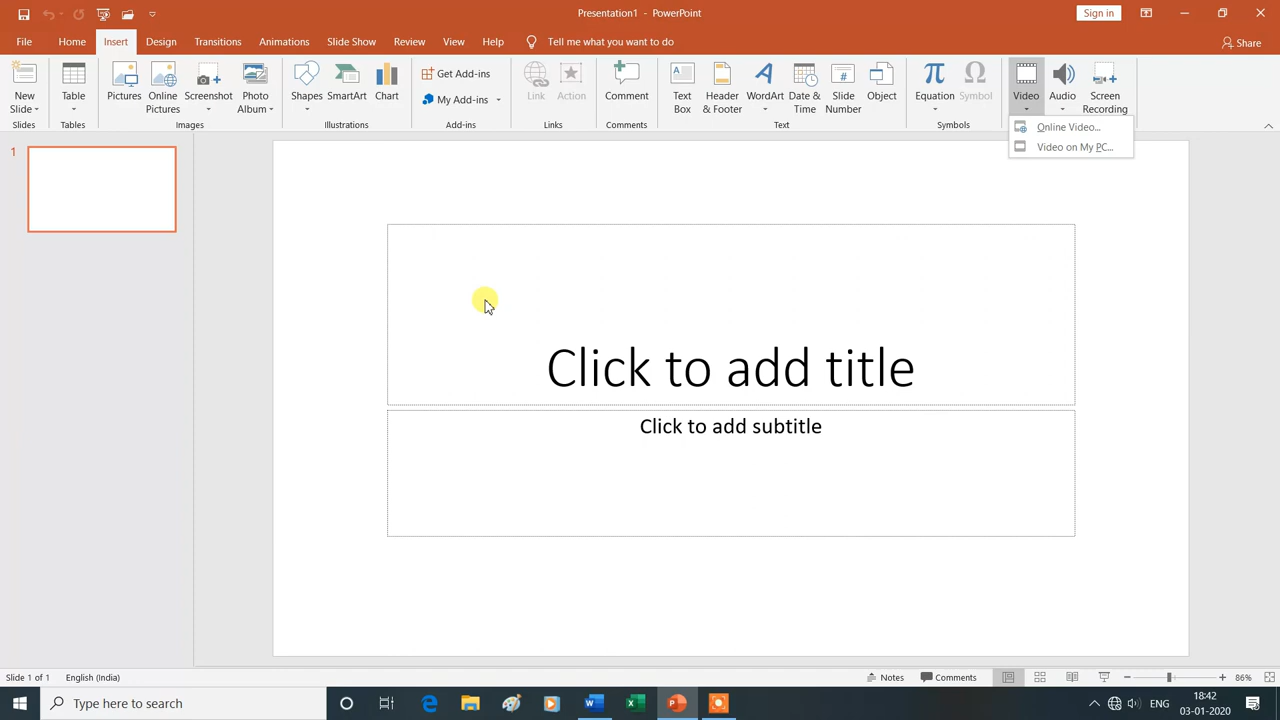 Presentation1 - PowerPoint
Sign in
File Home Insert Design Transitions Animations Slide Show Review View Help Tell me what you want to do
Share
New Slide
Table
Pictures
Online Pictures
Screenshot
Photo Album
Shapes
SmartArt
Chart
Get Add-ins
My Add-ins
Link
Action
Comment
Text Box
Header & Footer
WordArt
Date & Time
Slide Number
Object
Equation
Symbol
Video
Audio
Screen Recording
Slides Tables Images Illustrations Add-ins Links Comments Text Symbols
Online Video...
Video on My PC...
1
Click to add title
Click to add subtitle
Slide 1 of 1 English (India) Notes Comments 86%
Type here to search
ENG
18:42
03-01-2020